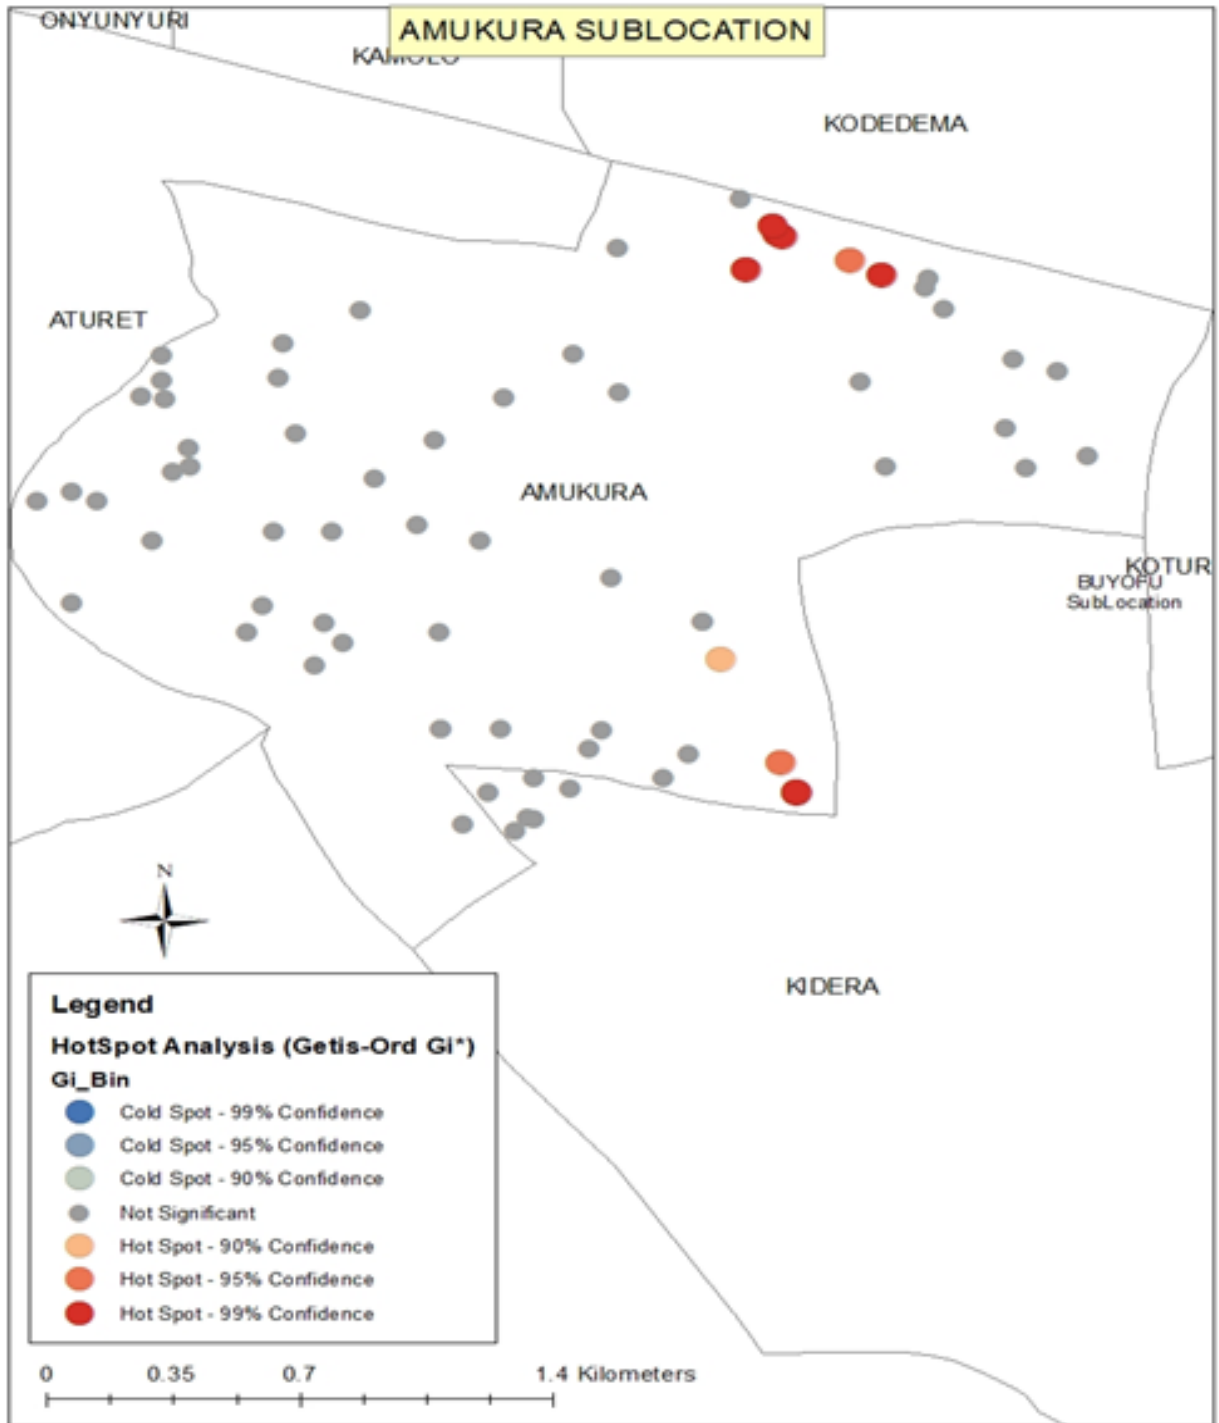 ONYUNYURI
AMUKURA SUBLOCATION
KAMOLO
KODEDEMA
ATURET
AMUKURA
KOTUR
BUYOFU
SubLocation
N
KIDERA
Legend
HotSpot Analysis (Getis-Ord Gi*)
Gi_Bin
Cold Spot - 99% Confidence
Cold Spot - 95% Confidence
Cold Spot - 90% Confidence
Not Significant
Hot Spot - 90% Confidence
Hot Spot - 95% Confidence
Hot Spot - 99% Confidence
0 0.35 0.7 1.4 Kilometers